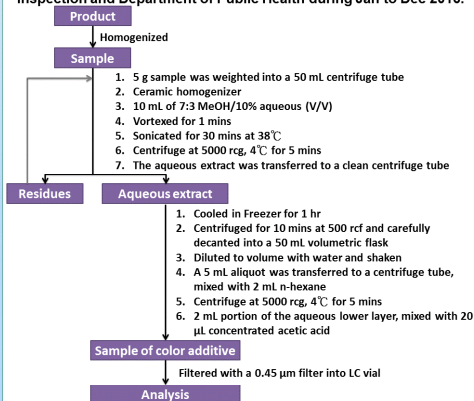 Inspection and Department of Public Health during Jan to Dec 2016.
Product
Homogenized
Sample
1. 5 g sample was weighted into a 50 mL centrifuge tube
2. Ceramic homogenizer
3. 10 mL of 7:3 MeOH/10% aqueous (V/V)
4. Vortexed for 1 mins
5. Sonicated for 30 mins at 38℃
6. Centrifuge at 5000 rcg, 4℃ for 5 mins
7. The aqueous extract was transferred to a clean centrifuge tube
Residues
Aqueous extract
1. Cooled in Freezer for 1 hr
2. Centrifuged for 10 mins at 500 rcf and carefully
decanted into a 50 mL volumetric flask
3. Diluted to volume with water and shaken
4. A 5 mL aliquot was transferred to a centrifuge tube,
mixed with 2 mL n-hexane
5. Centrifuge at 5000 rcg, 4℃ for 5 mins
6. 2 mL portion of the aqueous lower layer, mixed with 20
µL concentrated acetic acid
Sample of color additive
Filtered with a 0.45 µm filter into LC vial
Analysis